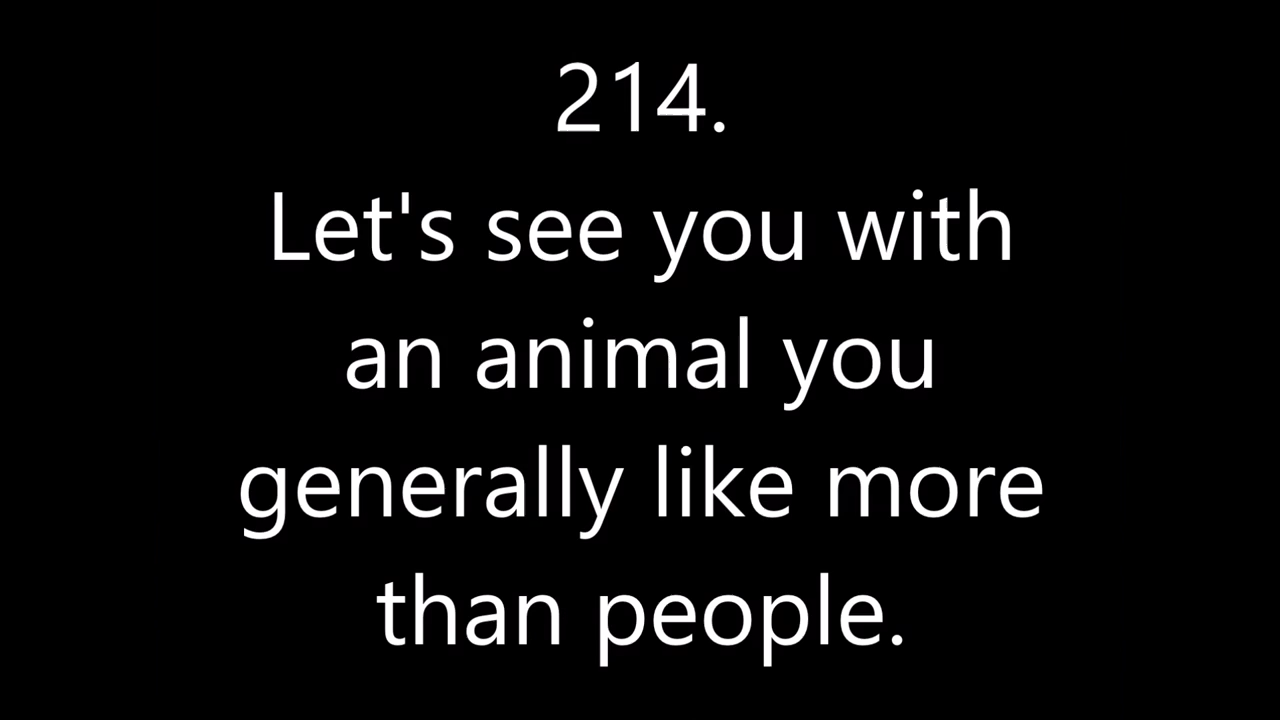 214.
Let's see you with
an animal you
generally like more
than people.